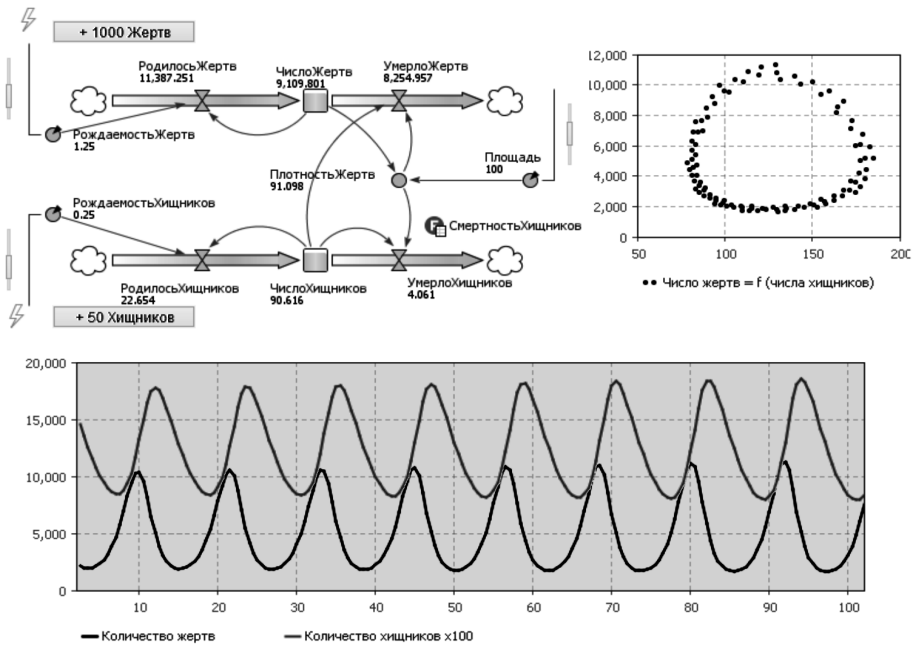 + 1000 Жертв
РодилосьЖертв
11,387.251
ЧислоЖертв
9,109.801
УмерлоЖертв
8,254.957
РождаемостьЖертв
1.25
ПлотностьЖертв
91.098
Площадь
100
РождаемостьХищников
0.25
F
СмертностьХищников
РодилосьХищников
22.654
ЧислоХищников
90.616
УмерлоХищников
4.061
+ 50 Хищников
12,000
10,000
8,000
6,000
4,000
2,000
0
50 100 150
Число жертв = f (числа хищников)
20,000
15,000
10,000
5,000
0
10 20 30 40 50 60 70 80 90 100
Количество жертв
Количество хищников x100